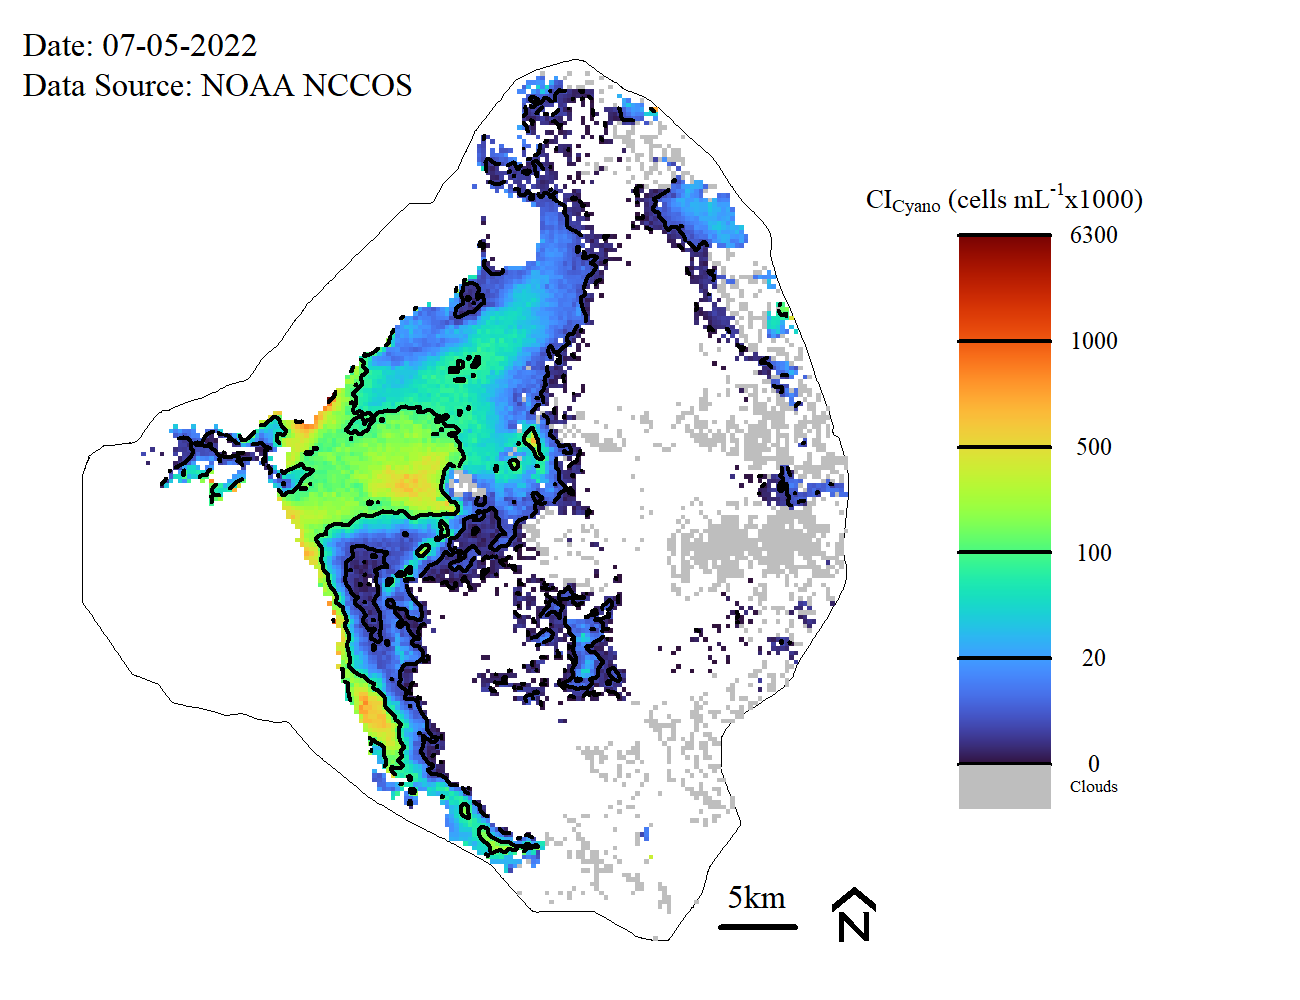 Date: 07-05-2022
Data Source: NOAA NCCOS
CICyano (cells mL-1x1000)
6300
1000
500
100
20
0
Clouds
5km
N